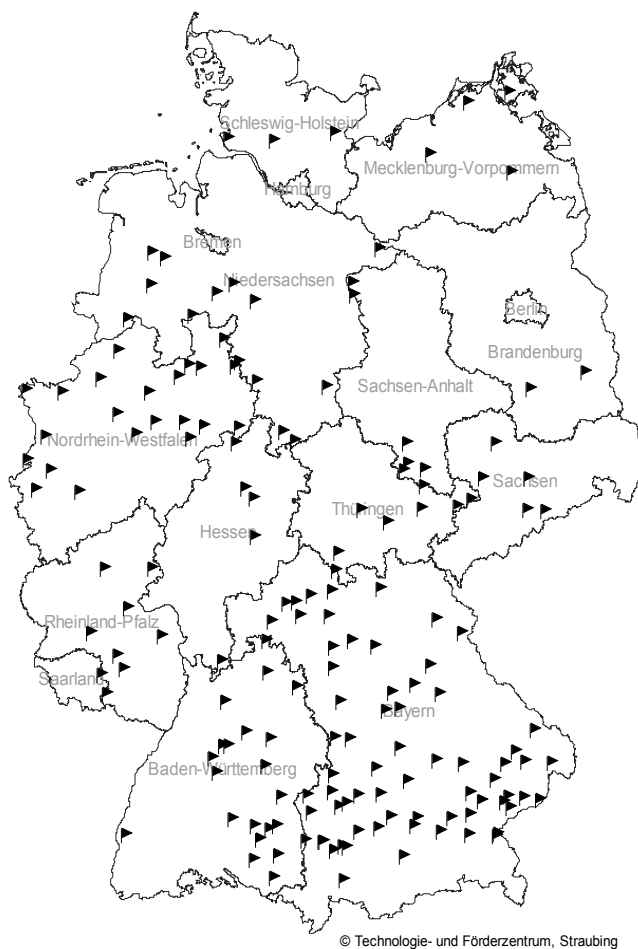 Schleswig-Holstein
Mecklenburg-Vorpommern
Hamburg
Bremen
Niedersachsen
Berlin
Brandenburg
Sachsen-Anhalt
Nordrhein-Westfalen
Sachsen
Thüringen
Hessen
Rheinland-Pfalz
Saarland
Bayern
Baden-Württemberg
© Technologie- und Förderzentrum, Straubing